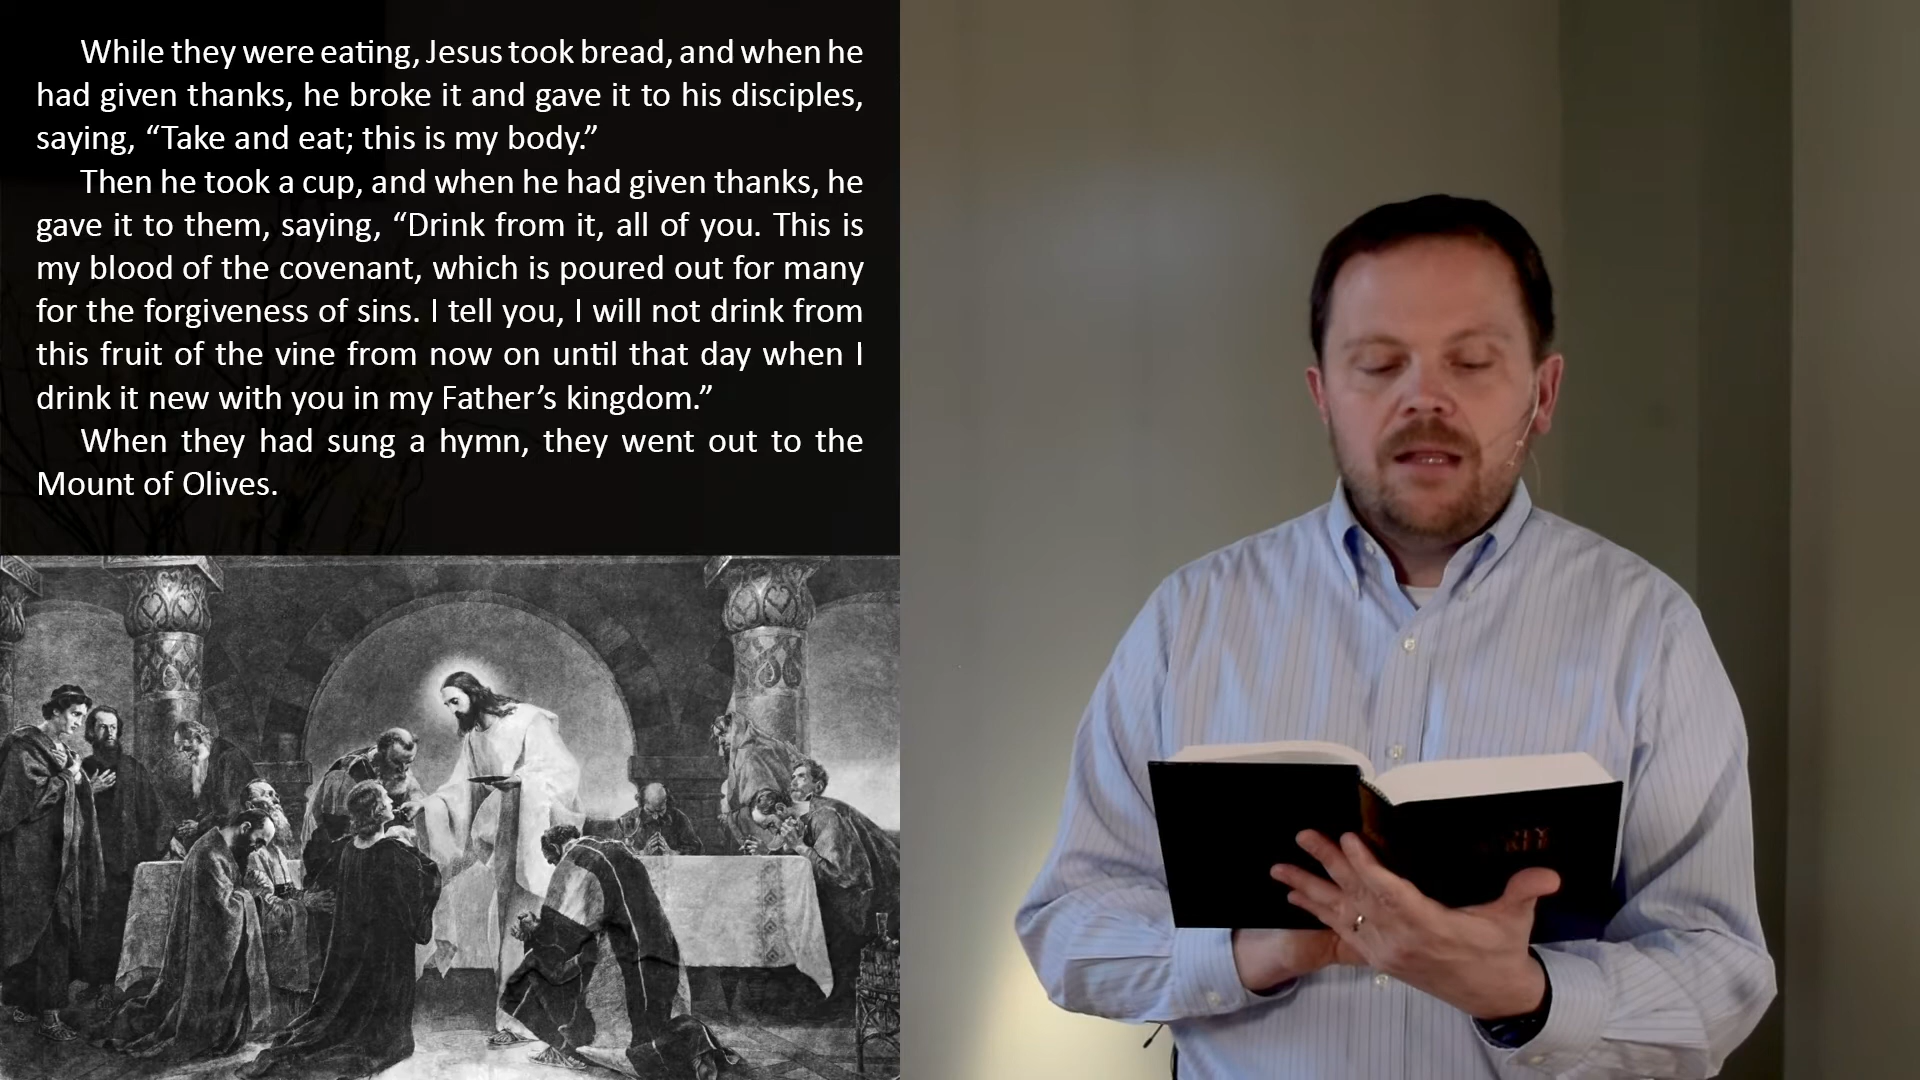 While they were eating, Jesus took bread, and when he
had given thanks, he broke it and gave it to his disciples,
saying, “Take and eat; this is my body.”
Then he took a cup, and when he had given thanks, he
gave it to them, saying, “Drink from it, all of you. This is
my blood of the covenant, which is poured out for many
for the forgiveness of sins. I tell you, I will not drink from
this fruit of the vine from now on until that day when I
drink it new with you in my Father’s kingdom.”
When they had sung a hymn, they went out to the
Mount of Olives.